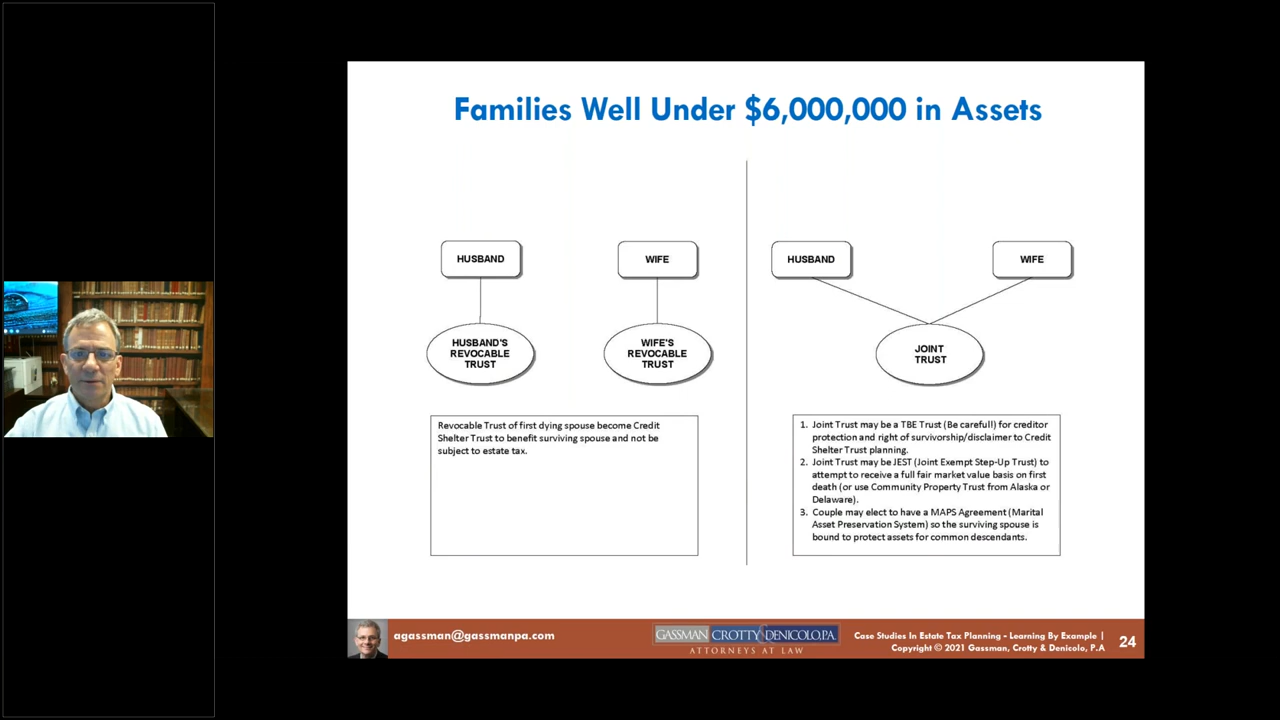 Families Well Under $6,000,000 in Assets
HUSBAND
WIFE
HUSBAND'S
REVOCABLE
TRUST
WIFE'S
REVOCABLE
TRUST
Revocable Trust of first dying spouse become Credit
Shelter Trust to benefit surviving spouse and not be
subject to estate tax.
HUSBAND
WIFE
JOINT
TRUST
1. Joint Trust may be a TBE Trust (Be careful!) for creditor
protection and right of survivorship/disclaimer to Credit
Shelter Trust planning.
2. Joint Trust may be JEST (Joint Exempt Step-Up Trust) to
attempt to receive a full fair market value basis on first
death (or use Community Property Trust from Alaska or
Delaware).
3. Couple may elect to have a MAPS Agreement (Marital
Asset Preservation System) so the surviving spouse is
bound to protect assets for common descendants.
agassman@gassmanpa.com
GASSMAN CROTTY & DENICOLO, P.A.
ATTORNEYS AT LAW
Case Studies In Estate Tax Planning - Learning By Example |
Copyright © 2021 Gassman, Crotty & Denicolo, P.A
24